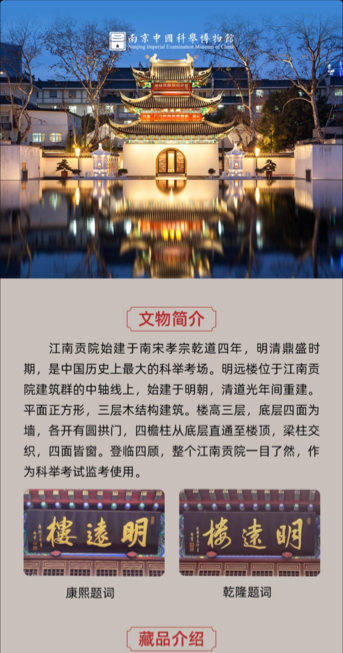 南京中國科舉博物館
Nanjing Imperial Examination Museum of China
文物简介
江南贡院始建于南宋孝宗乾道四年，明清鼎盛时
期，是中国历史上最大的科举考场。明远楼位于江南贡
院建筑群的中轴线上，始建于明朝，清道光年间重建。
平面正方形，三层木结构建筑。楼高三层，底层四面为
墙，各开有圆拱门，四檐柱从底层直通至楼顶，梁柱交
织，四面皆窗。登临四顾，整个江南贡院一目了然，作
为科举考试监考使用。
樓遠明
楼遠明
康熙题词
乾隆题词
藏品介绍